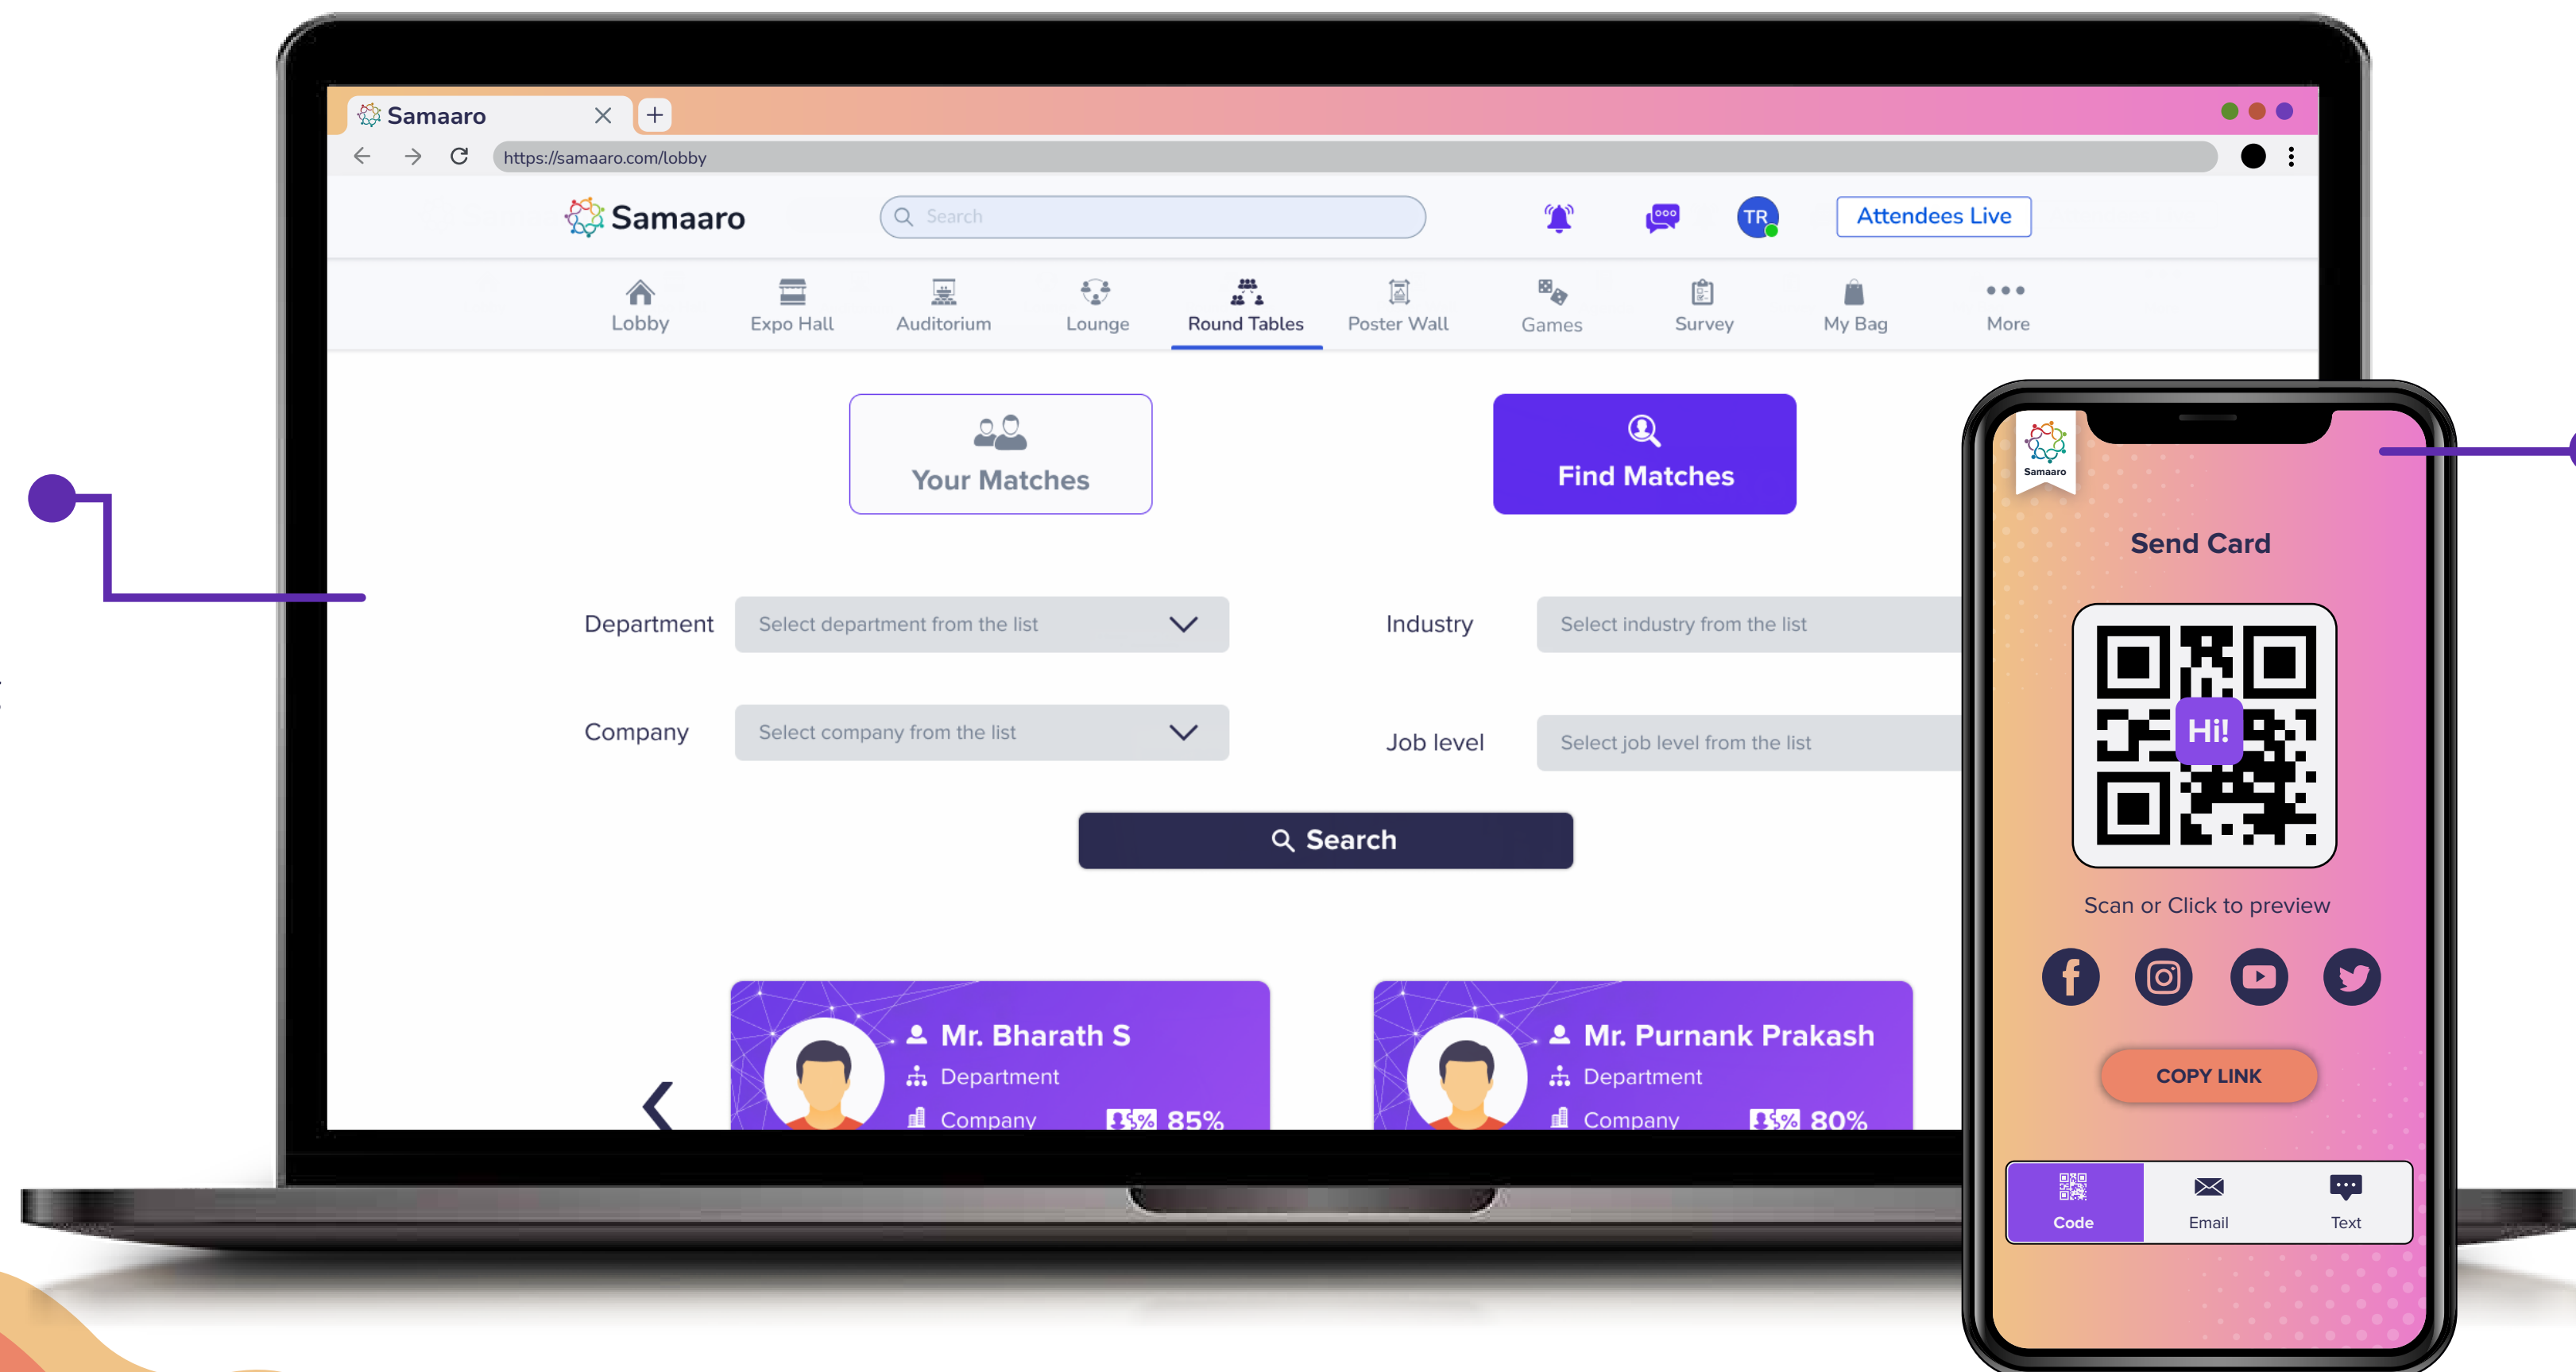 Samaaro
https://samaaro.com/lobby
Samaaro
Search
TR
Attendees Live
Lobby
Expo Hall
Auditorium
Lounge
Round Tables
Poster Wall
Games
Survey
My Bag
More
Your Matches
Find Matches
Department
Select department from the list
Industry
Select industry from the list
Company
Select company from the list
Job level
Select job level from the list
Search
Mr. Bharath S
Department
Company
85%
Mr. Purnank Prakash
Department
Company
80%
Samaaro
Send Card
Hi!
Scan or Click to preview
COPY LINK
Code
Email
Text